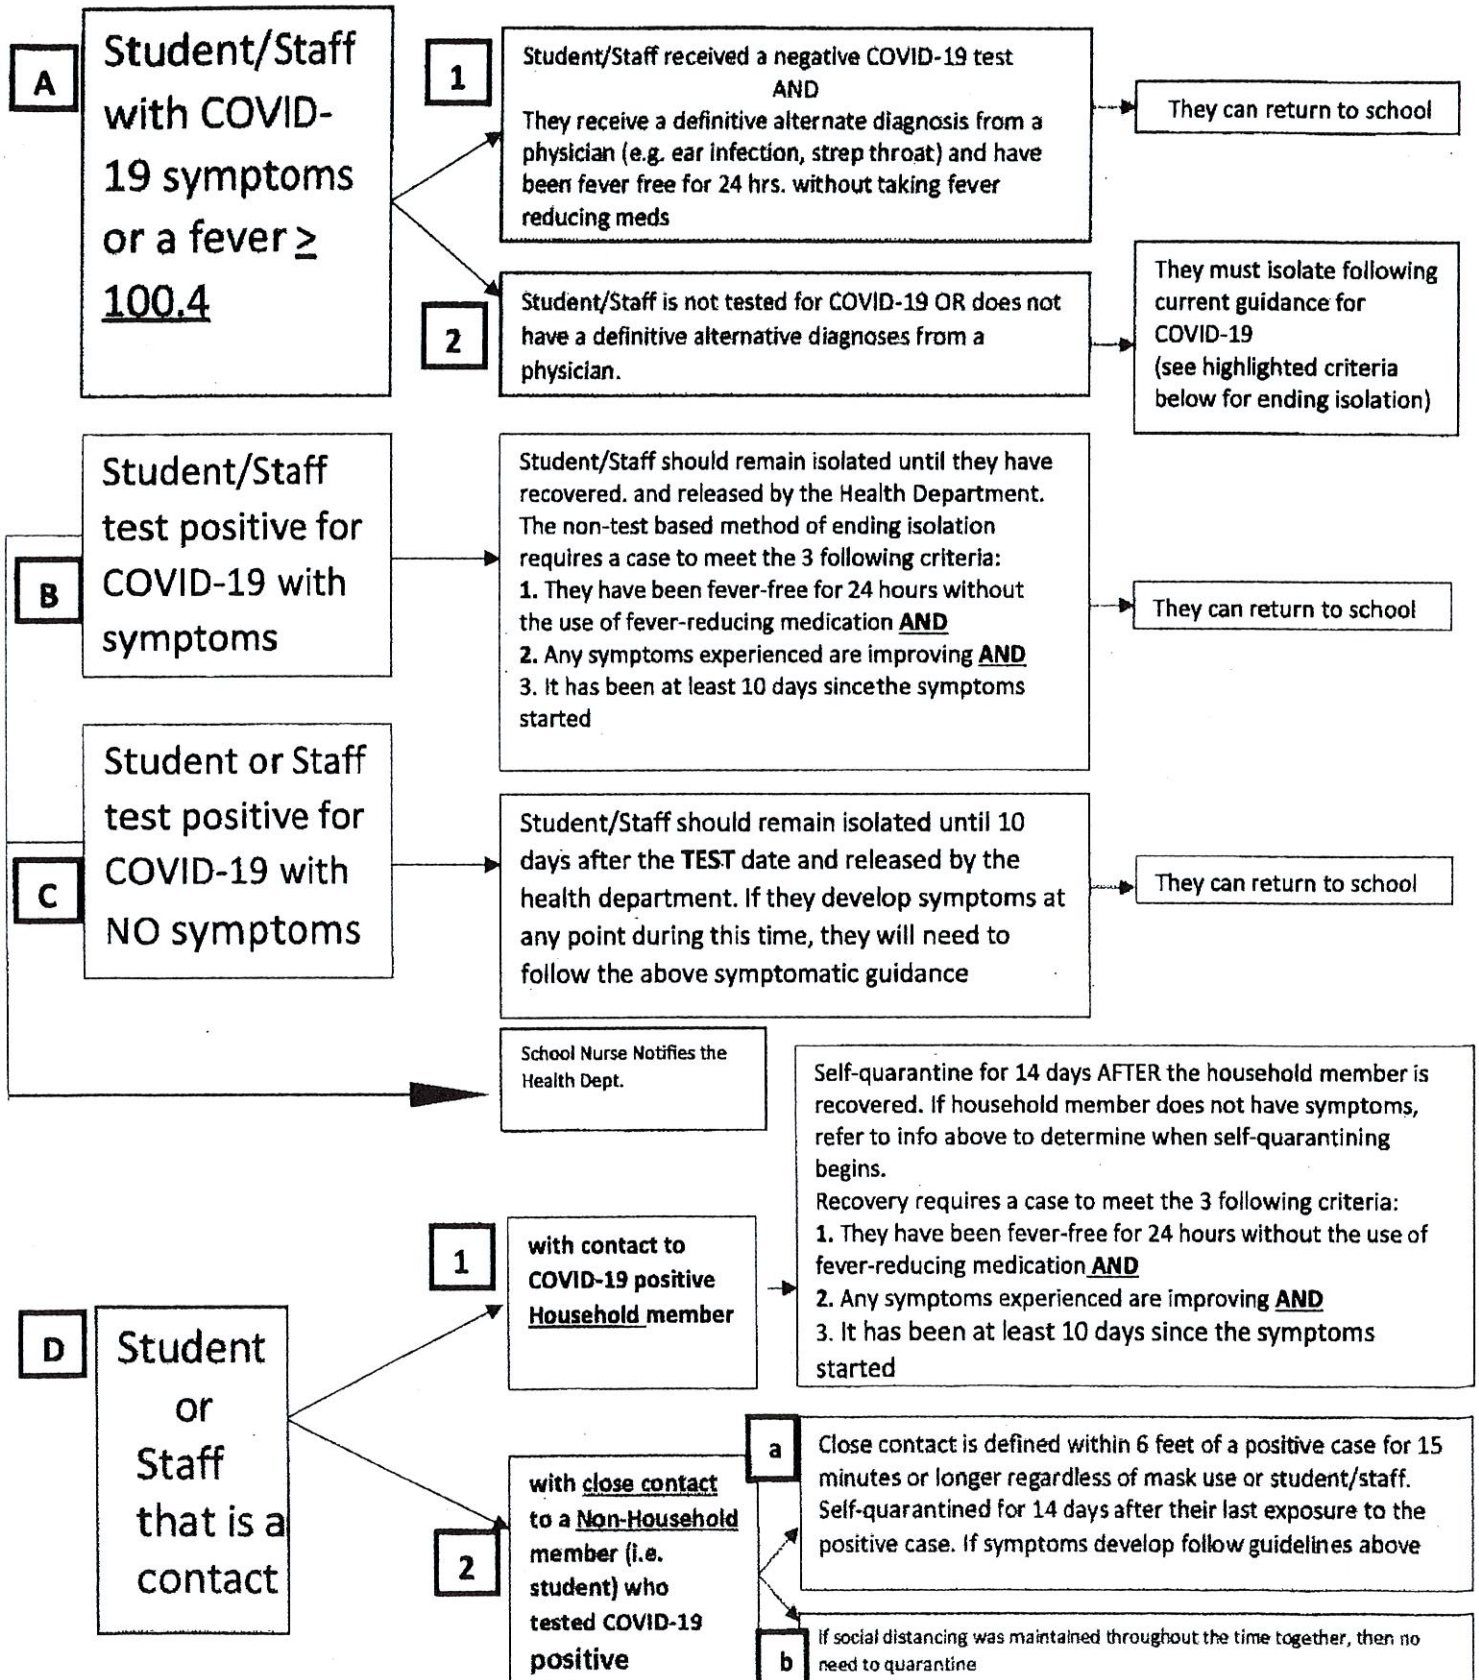 A
Student/Staff
with COVID-
19 symptoms
or a fever ≥
100.4
1
Student/Staff received a negative COVID-19 test
AND
They receive a definitive alternate diagnosis from a
physician (e.g. ear infection, strep throat) and have
been fever free for 24 hrs. without taking fever
reducing meds
They can return to school
2
Student/Staff is not tested for COVID-19 OR does not
have a definitive alternative diagnoses from a
physician.
They must isolate following
current guidance for
COVID-19
(see highlighted criteria
below for ending isolation)
B
Student/Staff
test positive for
COVID-19 with
symptoms
Student/Staff should remain isolated until they have
recovered. and released by the Health Department.
The non-test based method of ending isolation
requires a case to meet the 3 following criteria:
1. They have been fever-free for 24 hours without
the use of fever-reducing medication AND
2. Any symptoms experienced are improving AND
3. It has been at least 10 days sincethe symptoms
started
They can return to school
C
Student or Staff
test positive for
COVID-19 with
NO symptoms
Student/Staff should remain isolated until 10
days after the TEST date and released by the
health department. If they develop symptoms at
any point during this time, they will need to
follow the above symptomatic guidance
They can return to school
School Nurse Notifies the
Health Dept.
D
Student
or
Staff
that is a
contact
1
with contact to
COVID-19 positive
Household member
Self-quarantine for 14 days AFTER the household member is
recovered. If household member does not have symptoms,
refer to info above to determine when self-quarantining
begins.
Recovery requires a case to meet the 3 following criteria:
1. They have been fever-free for 24 hours without the use of
fever-reducing medication AND
2. Any symptoms experienced are improving AND
3. It has been at least 10 days since the symptoms
started
2
with close contact
to a Non-Household
member (i.e.
student) who
tested COVID-19
positive
a
Close contact is defined within 6 feet of a positive case for 15
minutes or longer regardless of mask use or student/staff.
Self-quarantined for 14 days after their last exposure to the
positive case. If symptoms develop follow guidelines above
b
If social distancing was maintained throughout the time together, then no
need to quarantine